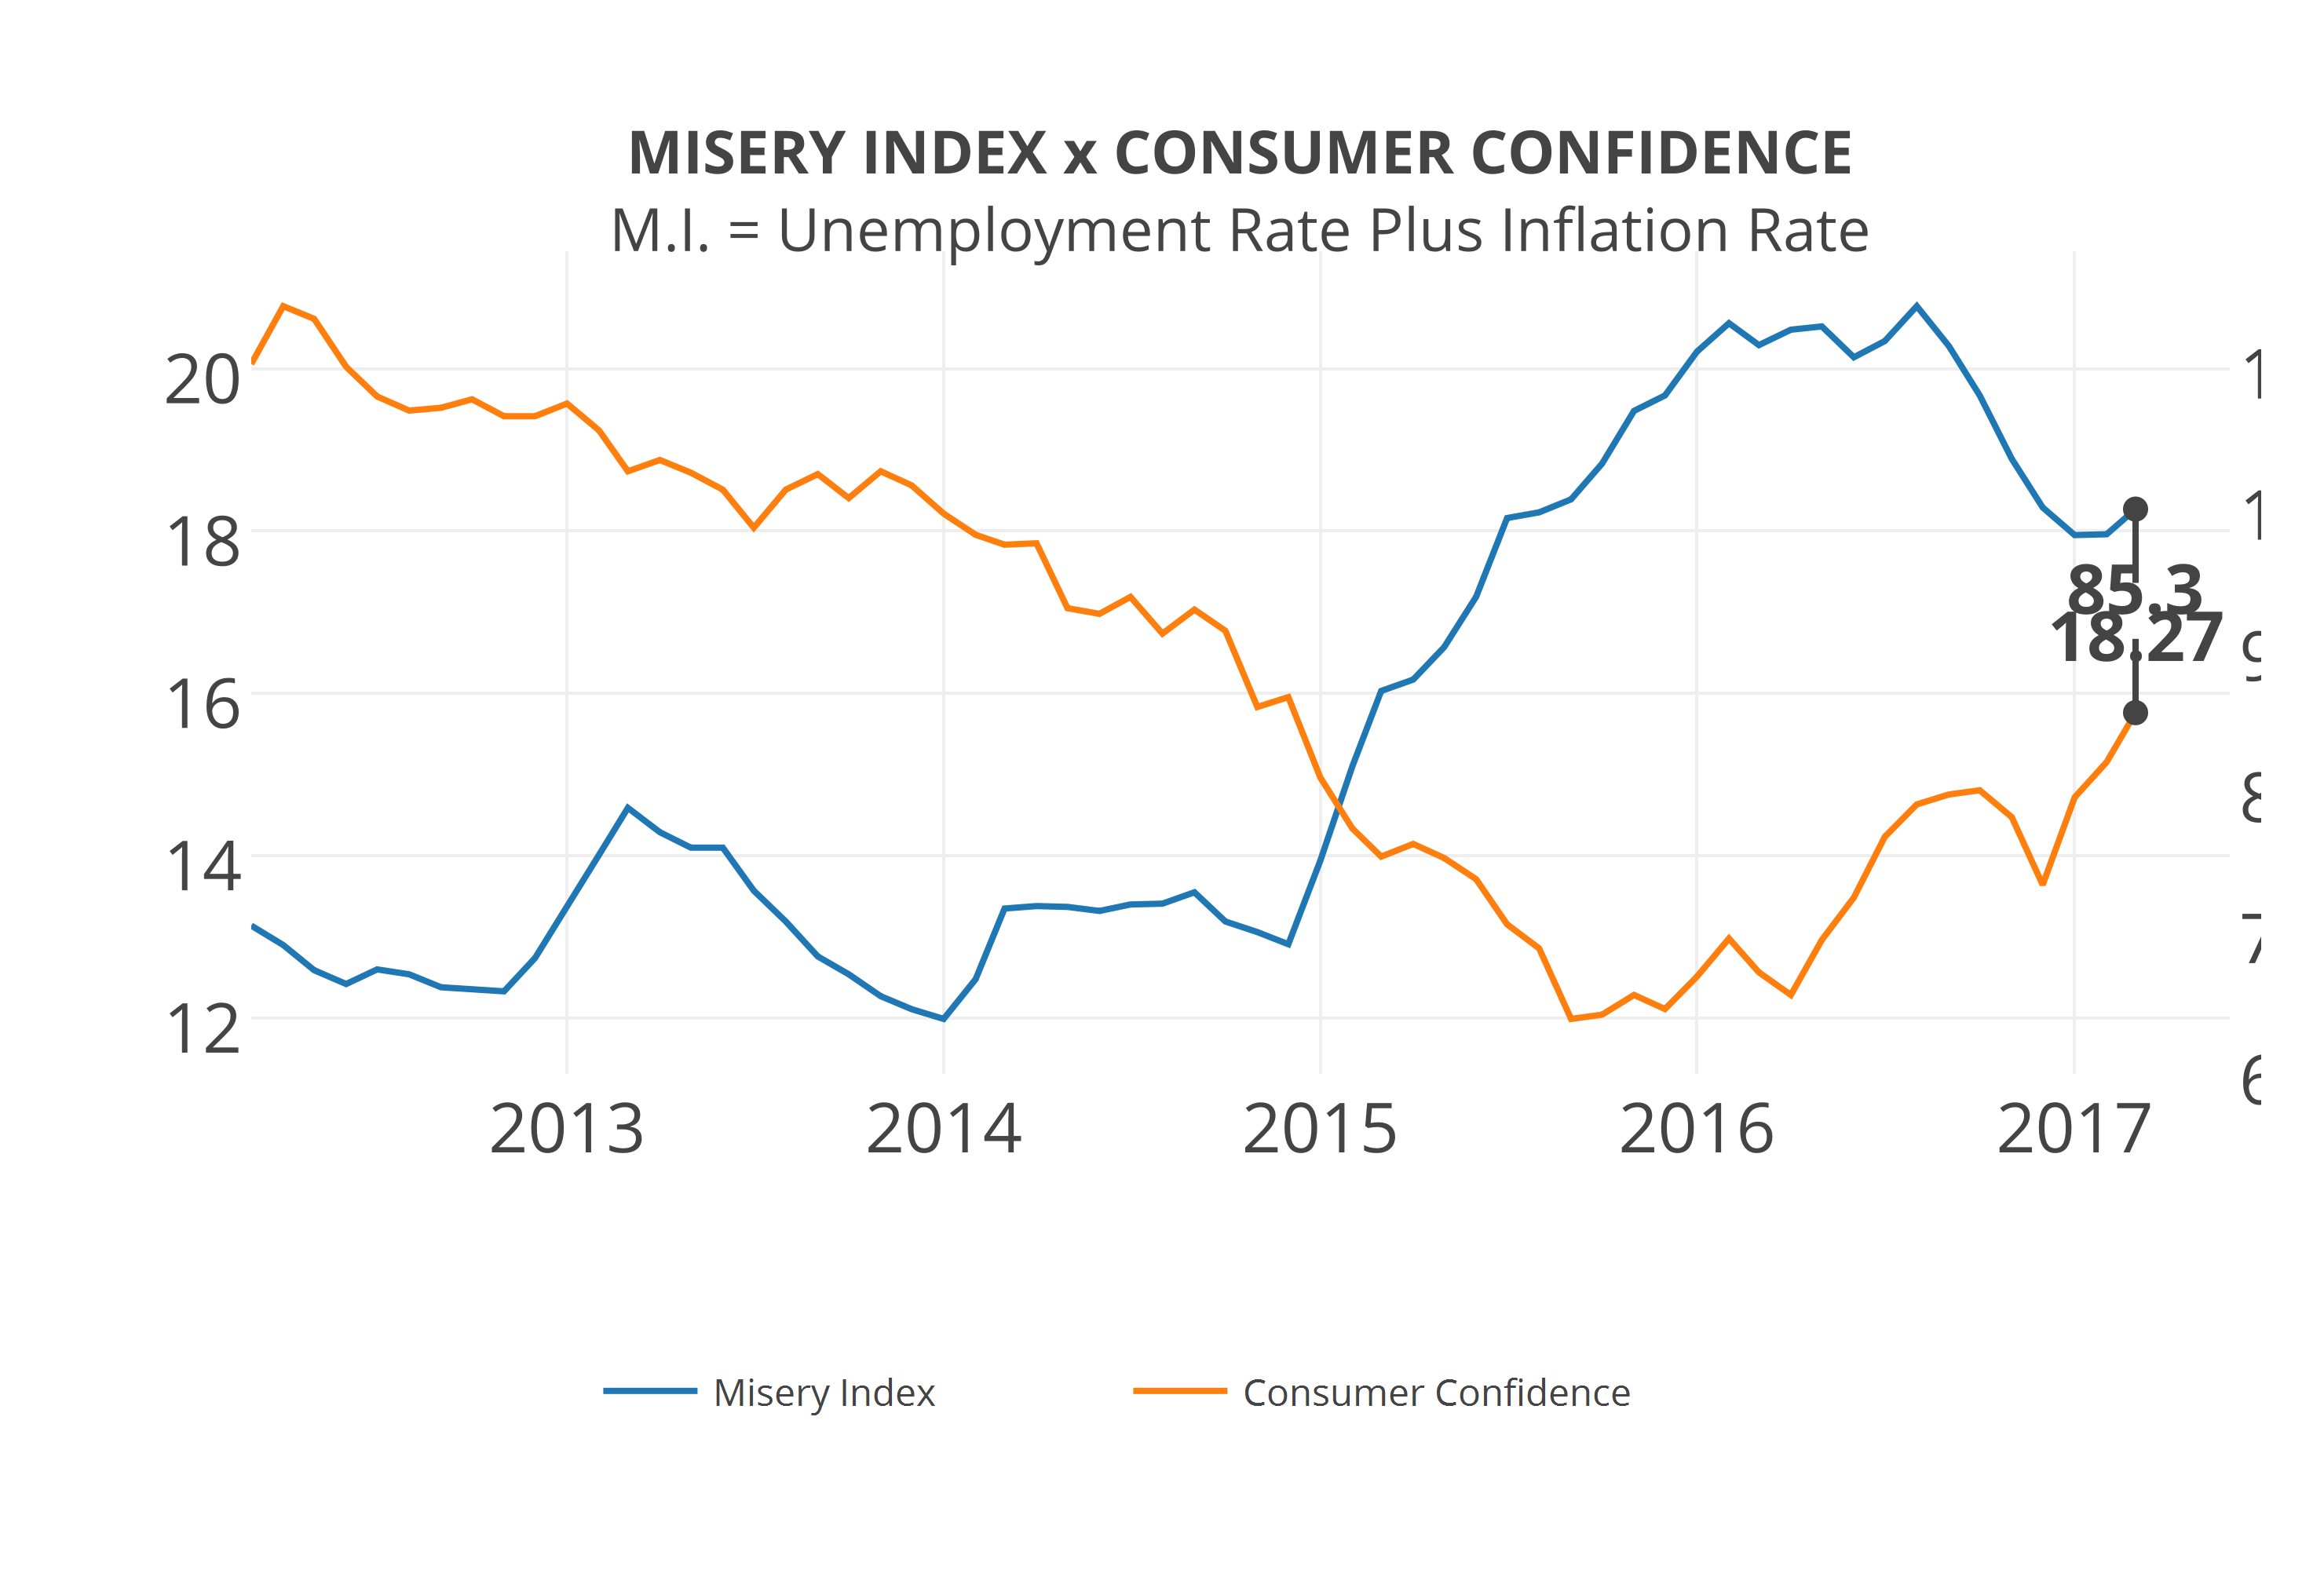 MISERY INDEX x CONSUMER CONFIDENCE
M.I. = Unemployment Rate Plus Inflation Rate
20
18
16
14
12
85.3
18.27
2013 2014 2015 2016 2017
Misery Index Consumer Confidence